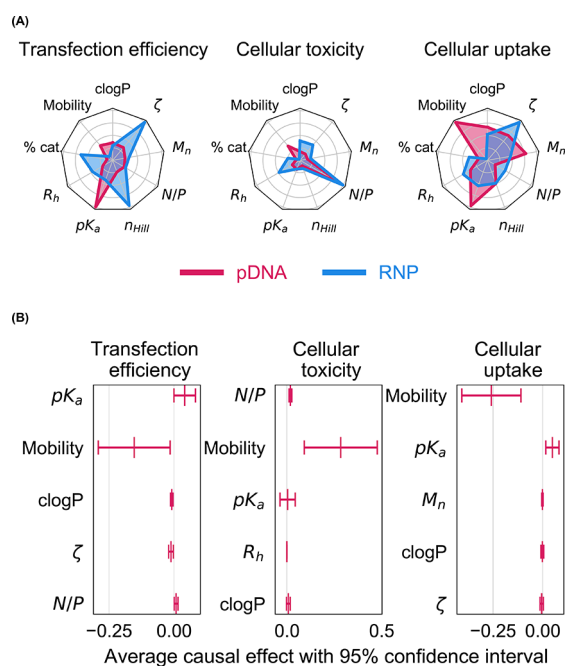 (A)
Transfection efficiency
Cellular toxicity
Cellular uptake
clogP
Mobility
ζ
% cat.
Mn
Rh
N/P
pKa
nHill
clogP
Mobility
ζ
% cat.
Mn
Rh
N/P
pKa
nHill
clogP
Mobility
ζ
% cat.
Mn
Rh
N/P
pKa
nHill
pDNA
RNP
(B)
Transfection
efficiency
pKa
Mobility
clogP
ζ
N/P
−0.25
0.00
Cellular
toxicity
N/P
Mobility
pKa
Rh
clogP
0.0
0.5
Cellular
uptake
Mobility
pKa
Mn
clogP
ζ
−0.25
0.00
Average causal effect with 95% confidence interval